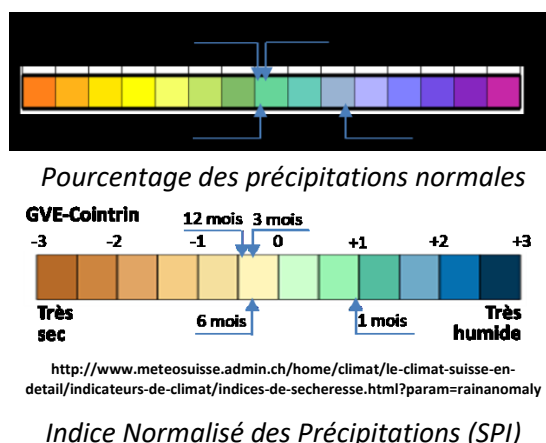 Pourcentage des précipitations normales
GVE-Cointrin
12 mois 3 mois
-3 -2 -1 0 +1 +2 +3
Très sec
6 mois
1 mois
Très humide
http://www.meteosuisse.admin.ch/home/climat/le-climat-suisse-en-
detail/indicateurs-de-climat/indices-de-secheresse.html?param=rainanomaly
Indice Normalisé des Précipitations (SPI)